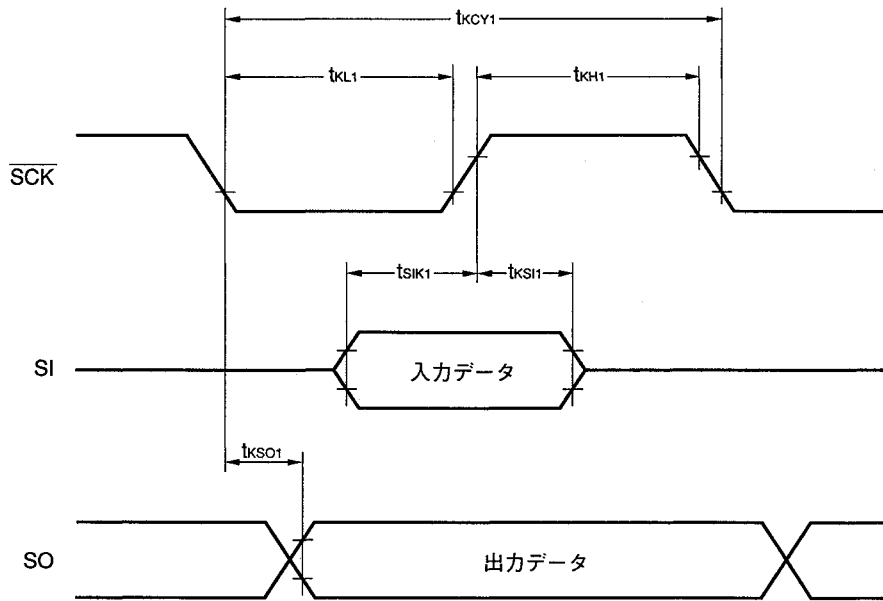 tKCY1
tKL1
tKH1
SCK
tSIK1
tKSI1
SI
入力データ
tKSO1
SO
出力データ